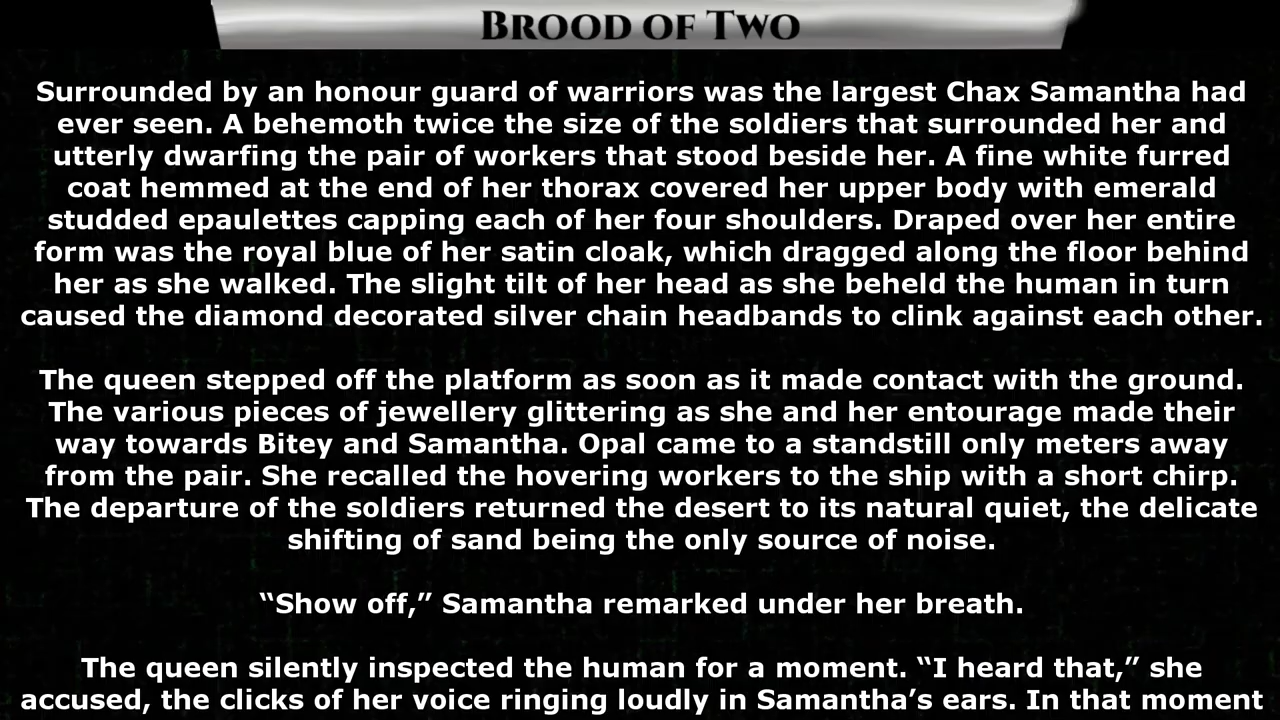 Brood of Two
Surrounded by an honour guard of warriors was the largest Chax Samantha had
ever seen. A behemoth twice the size of the soldiers that surrounded her and
utterly dwarfing the pair of workers that stood beside her. A fine white furred
coat hemmed at the end of her thorax covered her upper body with emerald
studded epaulettes capping each of her four shoulders. Draped over her entire
form was the royal blue of her satin cloak, which dragged along the floor behind
her as she walked. The slight tilt of her head as she beheld the human in turn
caused the diamond decorated silver chain headbands to clink against each other.
The queen stepped off the platform as soon as it made contact with the ground.
The various pieces of jewellery glittering as she and her entourage made their
way towards Bitey and Samantha. Opal came to a standstill only meters away
from the pair. She recalled the hovering workers to the ship with a short chirp.
The departure of the soldiers returned the desert to its natural quiet, the delicate
shifting of sand being the only source of noise.
“Show off,” Samantha remarked under her breath.
The queen silently inspected the human for a moment. “I heard that,” she
accused, the clicks of her voice ringing loudly in Samantha’s ears. In that moment